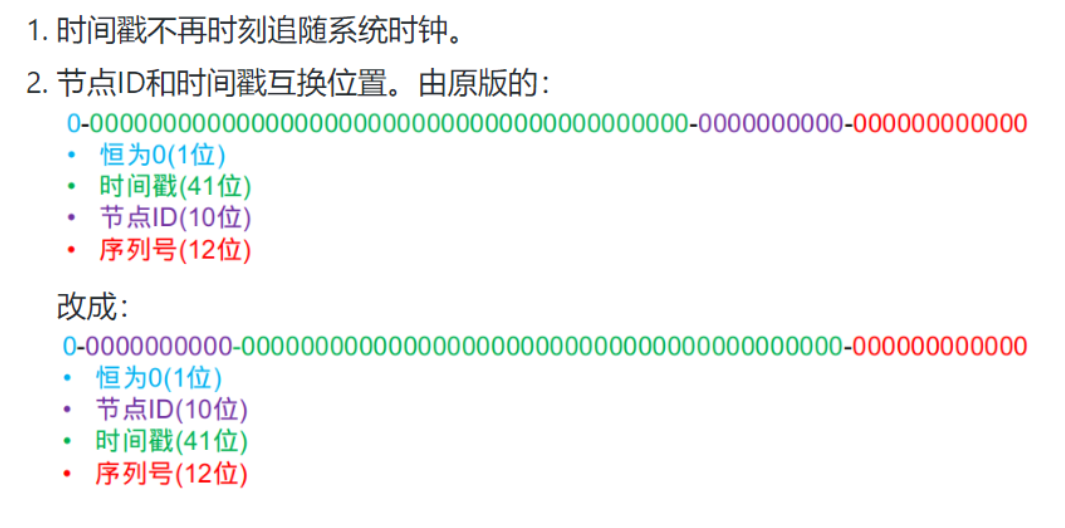 1. 时间戳不再时刻追随系统时钟。
2. 节点ID和时间戳互换位置。由原版的：
0-00000000000000000000000000000000000000000-0000000000-000000000000
• 恒为0(1位)
• 时间戳(41位)
• 节点ID(10位)
• 序列号(12位)
改成：
0-0000000000-00000000000000000000000000000000000000000-000000000000
• 恒为0(1位)
• 节点ID(10位)
• 时间戳(41位)
• 序列号(12位)